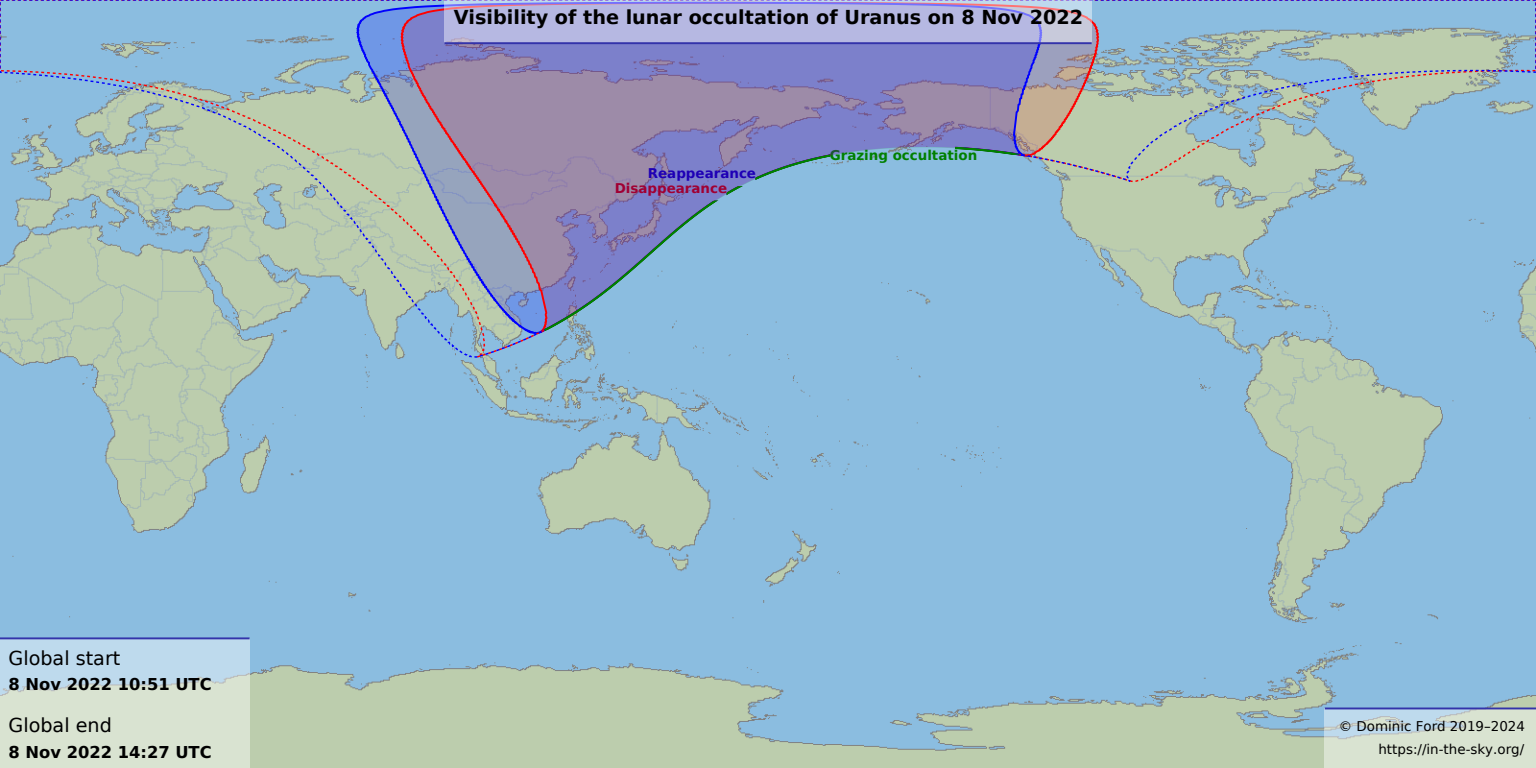 Visibility of the lunar occultation of Uranus on 8 Nov 2022
Grazing occultation
Reappearance
Disappearance
Global start
8 Nov 2022 10:51 UTC
Global end
8 Nov 2022 14:27 UTC
© Dominic Ford 2019–2024
https://in-the-sky.org/